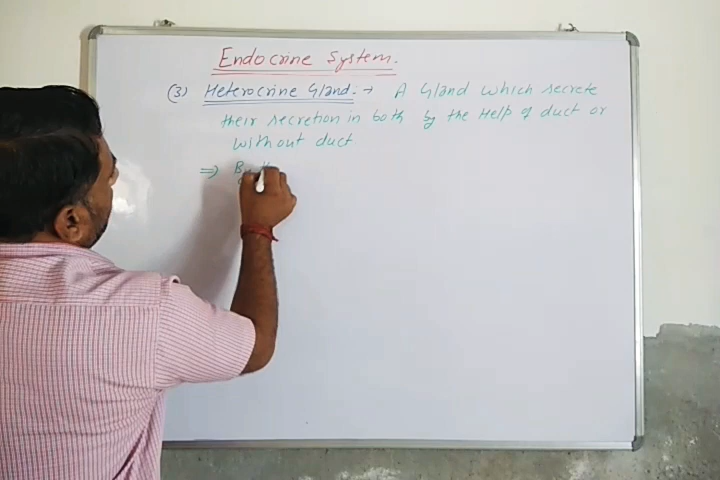 Endocrine System.
(3) Heterocrine Gland. → A Gland which secrete
their secretion in both by the Help of duct or
without duct
⇒ By